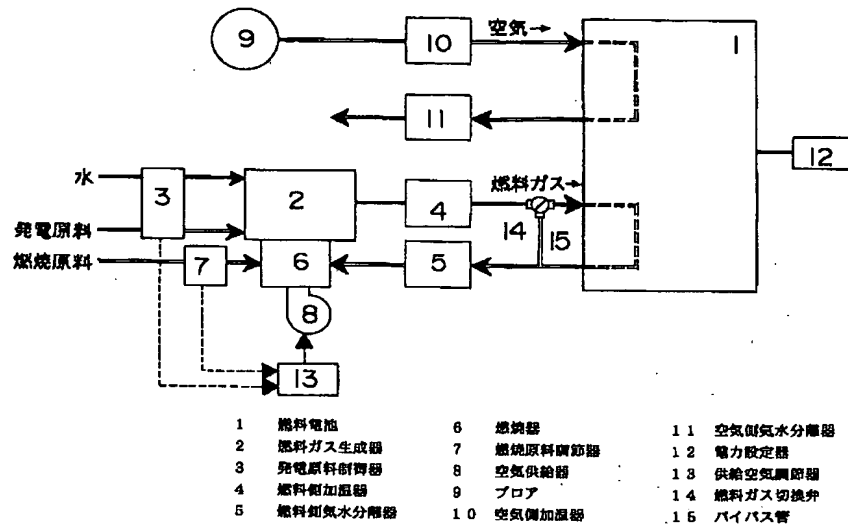 9
10
空気→
1
11
12
水
3
2
4
燃料ガス→
発電原料
14
15
燃焼原料
7
6
5
8
13
1 燃料電池
2 燃料ガス生成器
3 発電原料制御器
4 燃料側加湿器
5 燃料側気水分離器
6 燃焼器
7 燃焼原料調節器
8 空気供給器
9 ブロア
10 空気側加湿器
11 空気側気水分離器
12 電力設定器
13 供給空気調節器
14 燃料ガス切換弁
15 バイパス管